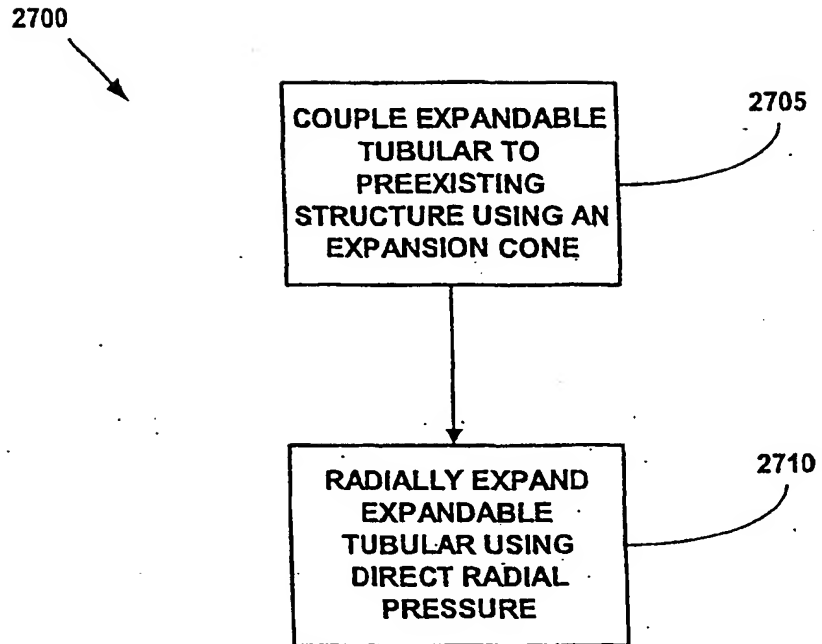 2700
COUPLE EXPANDABLE
TUBULAR TO
PREEXISTING
STRUCTURE USING AN
EXPANSION CONE
2705
RADIALLY EXPAND
EXPANDABLE
TUBULAR USING
DIRECT RADIAL
PRESSURE
2710